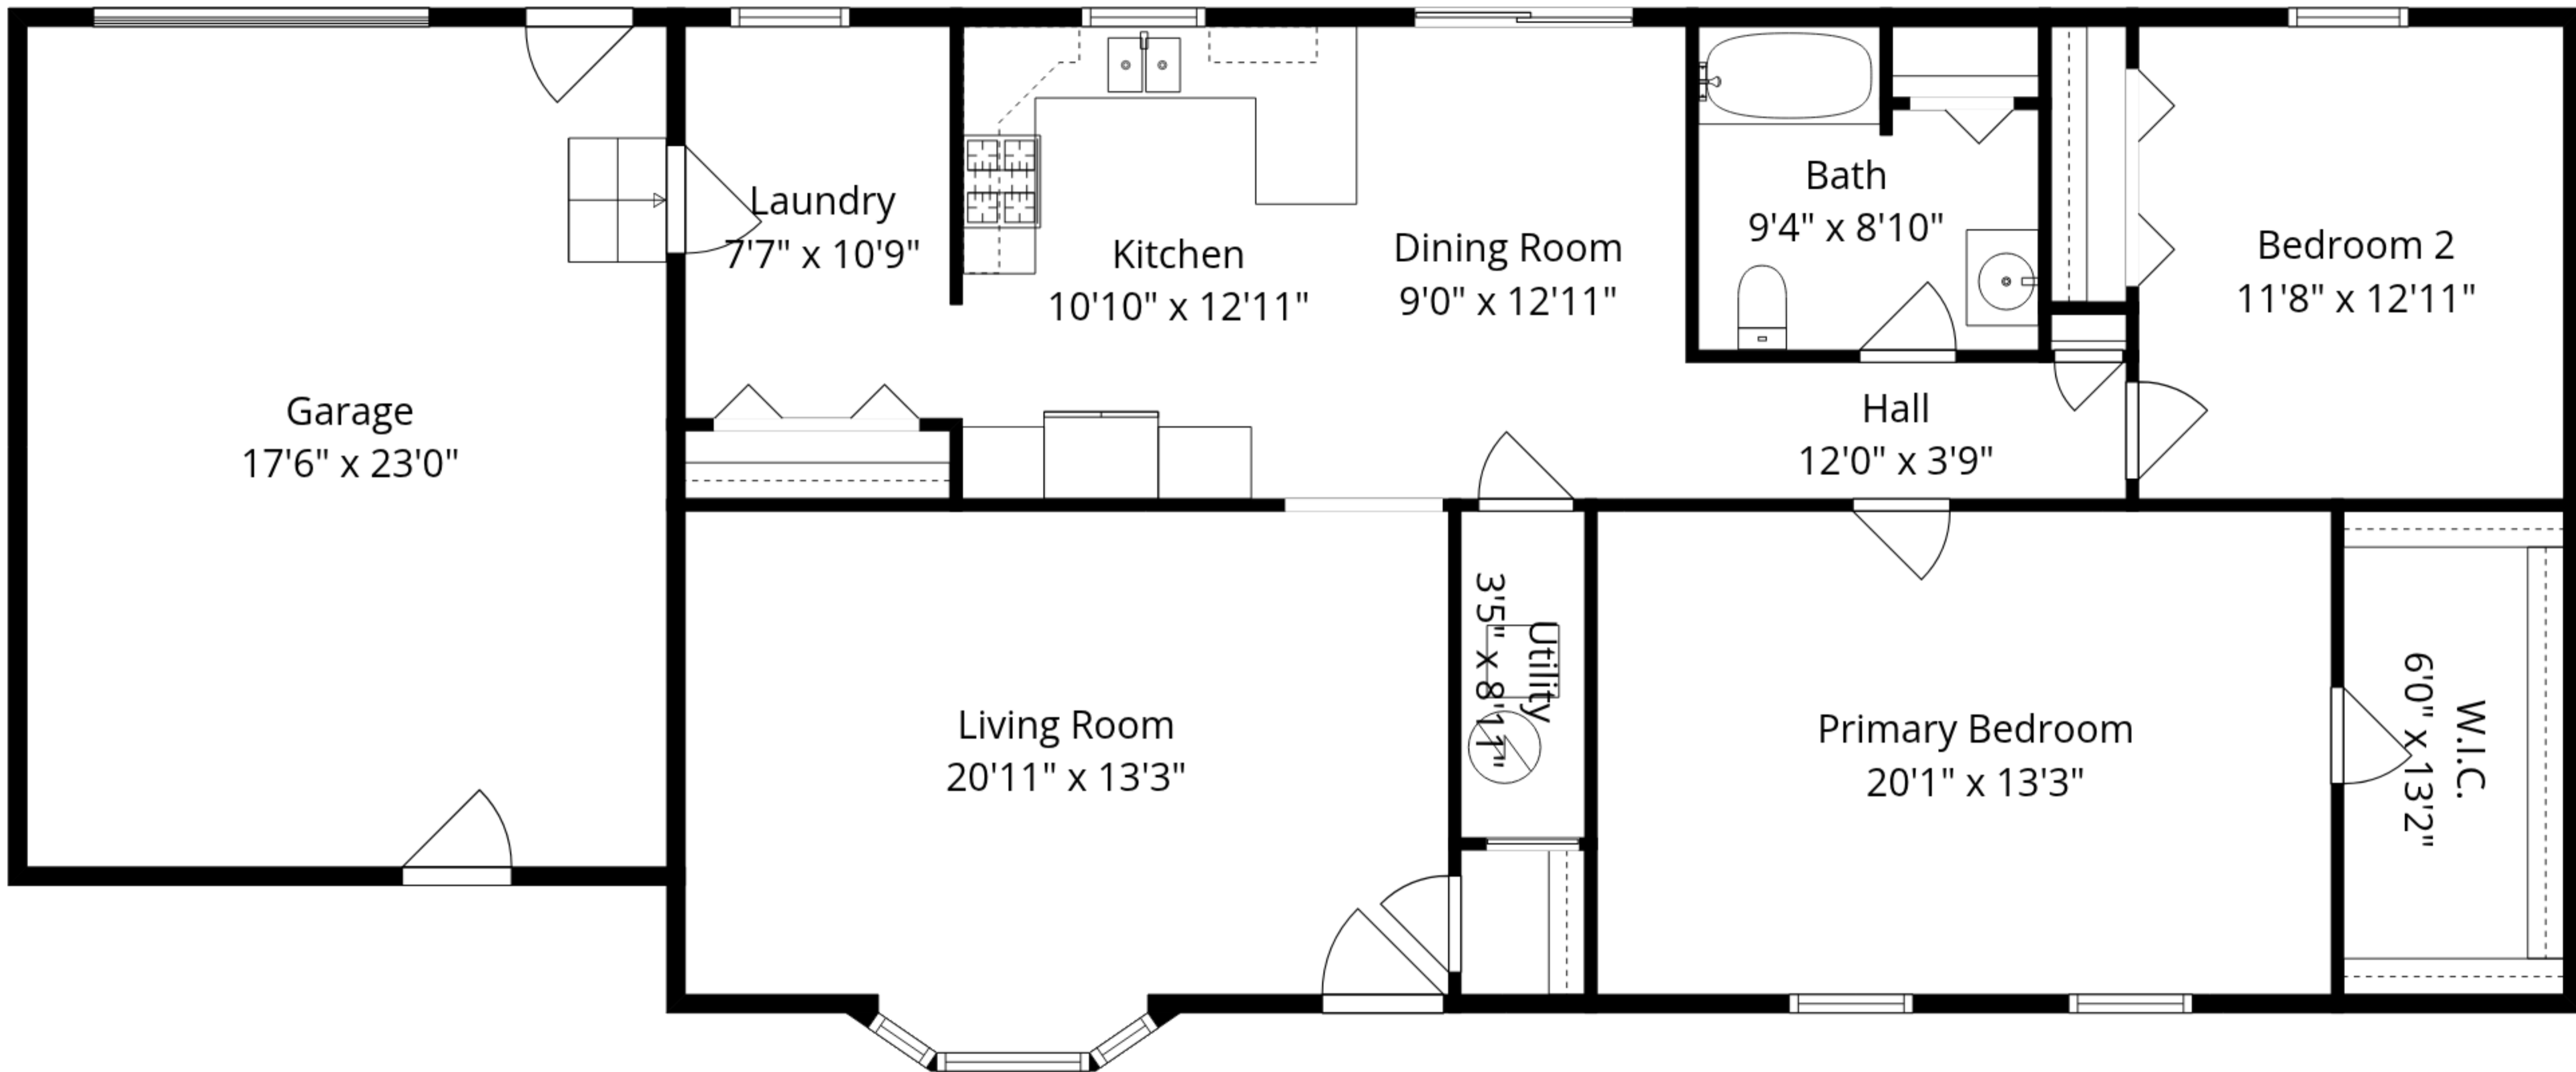 Laundry
7'7" x 10'9"
Kitchen
10'10" x 12'11"
Dining Room
9'0" x 12'11"
Bath
9'4" x 8'10"
Bedroom 2
11'8" x 12'11"
Garage
17'6" x 23'0"
Hall
12'0" x 3'9"
Living Room
20'11" x 13'3"
Utility
3'5" x 8'11"
Primary Bedroom
20'1" x 13'3"
W.I.C.
6'0" x 13'2"